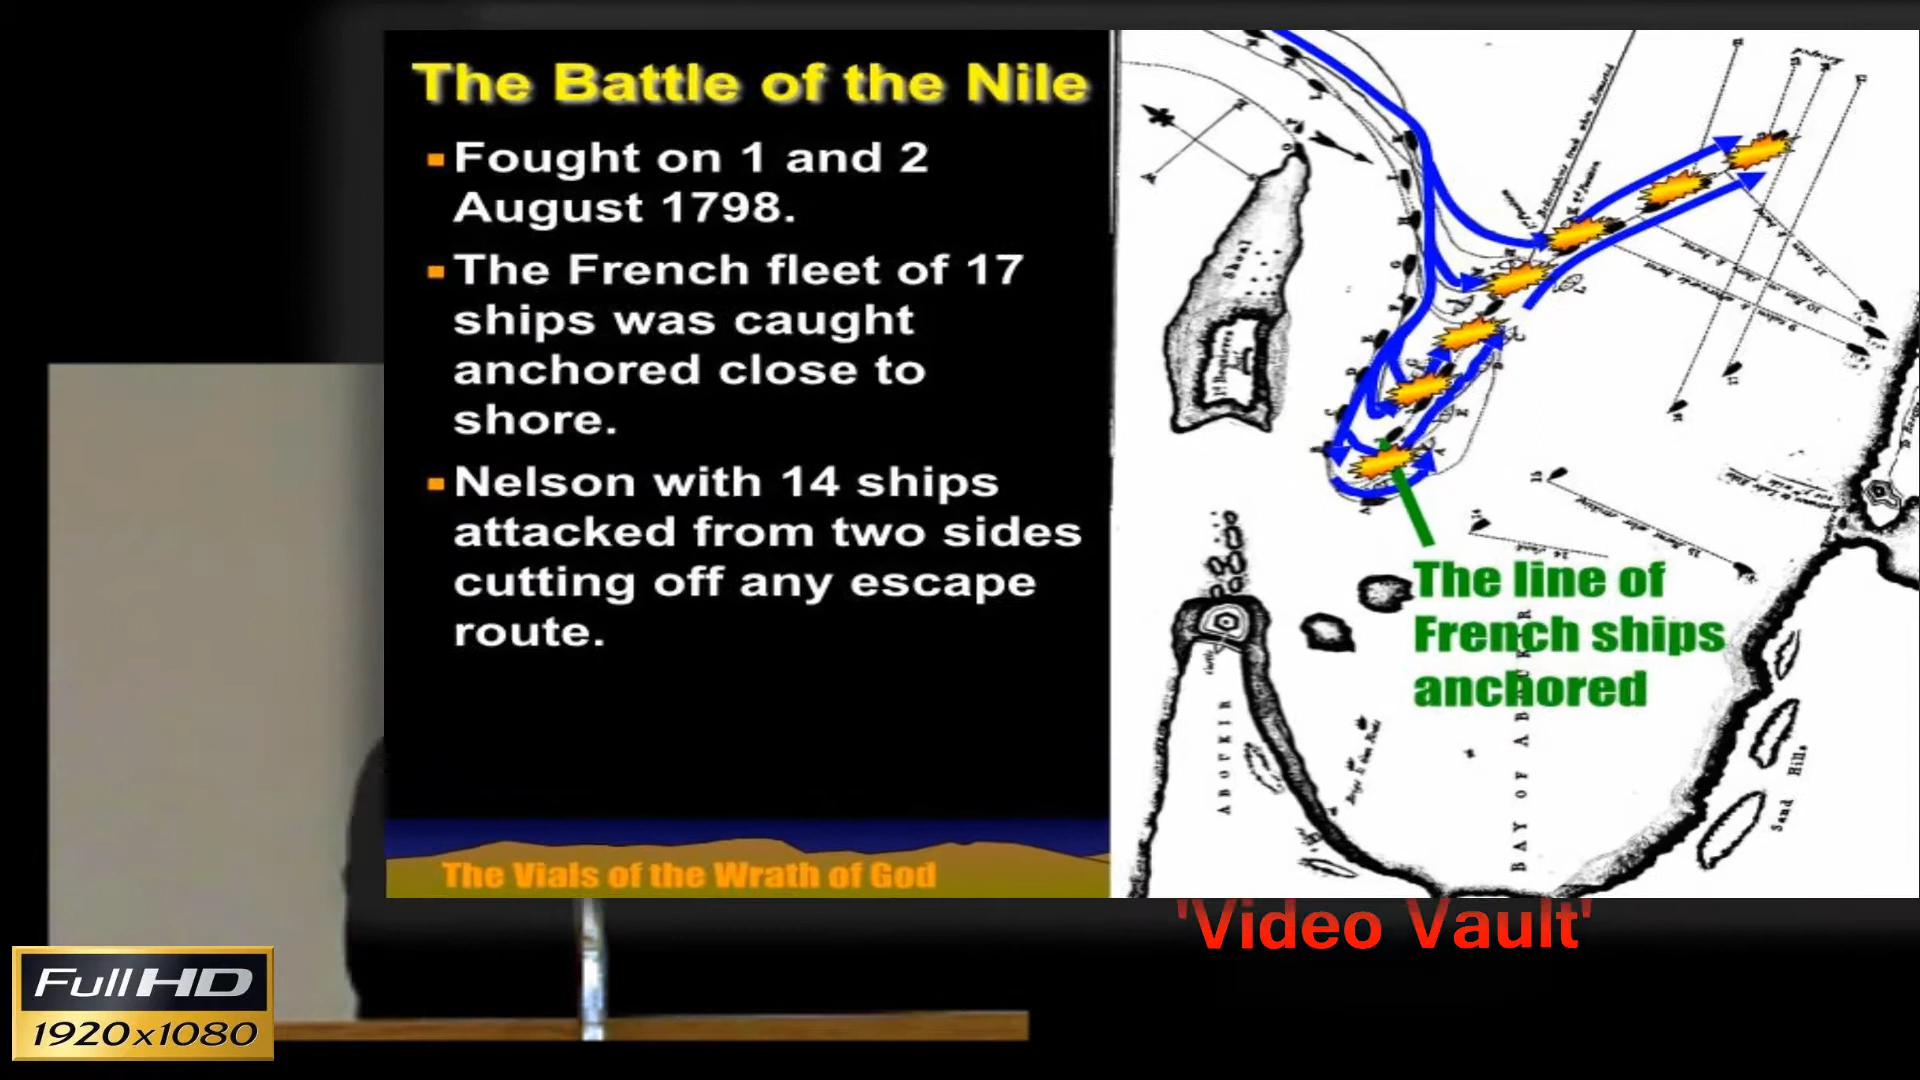 The Battle of the Nile
Fought on 1 and 2
August 1798.
The French fleet of 17
ships was caught
anchored close to
shore.
Nelson with 14 ships
attacked from two sides
cutting off any escape
route.
The Vials of the Wrath of God
Shoal
The line of
French ships
anchored
ABOUKIR
BAY OF ABOUKIR
Sand Hills
'Video Vault'
Full HD
1920x1080